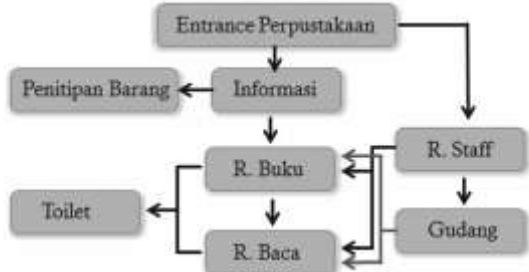 Entrance Perpustakaan
Penitipan Barang
Informasi
R. Buku
R. Staff
Toilet
R. Baca
Gudang